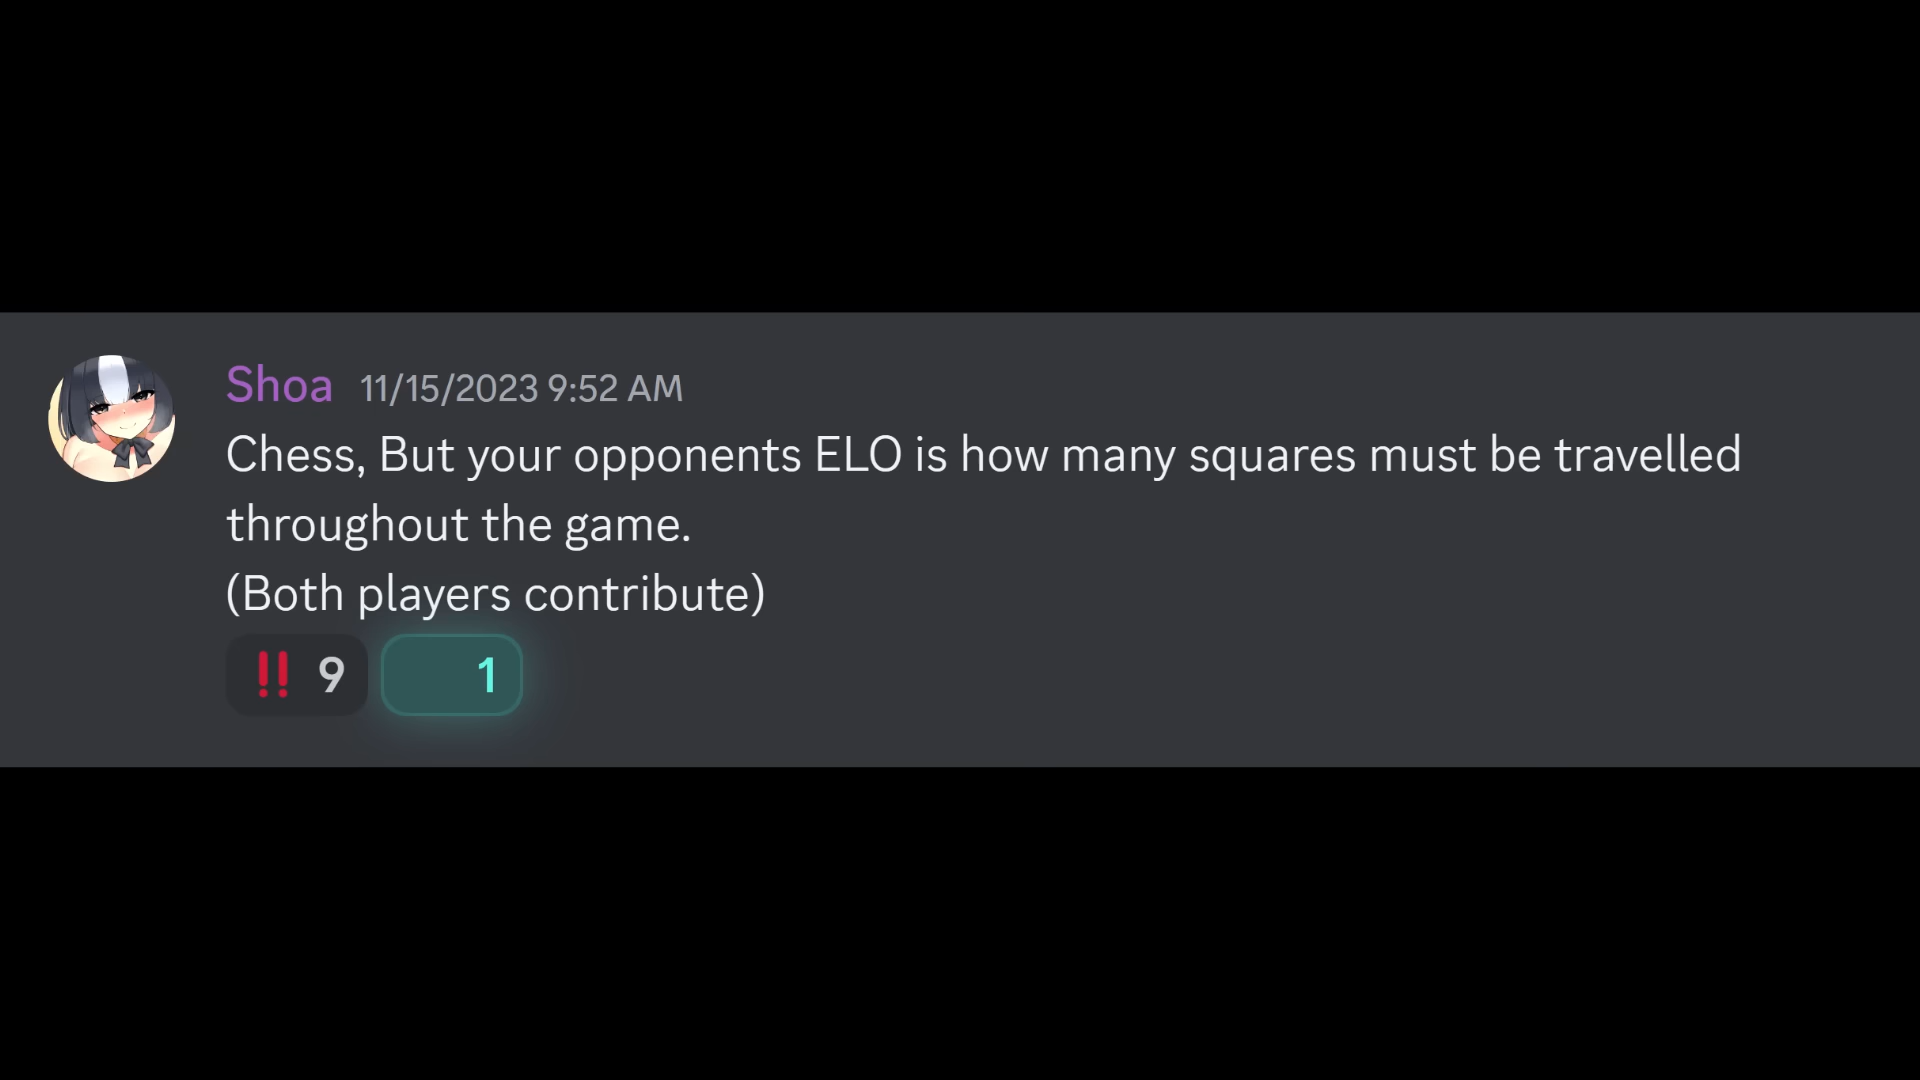 Shoa 11/15/2023 9:52 AM
Chess, But your opponents ELO is how many squares must be travelled
throughout the game.
(Both players contribute)
‼ 9 1